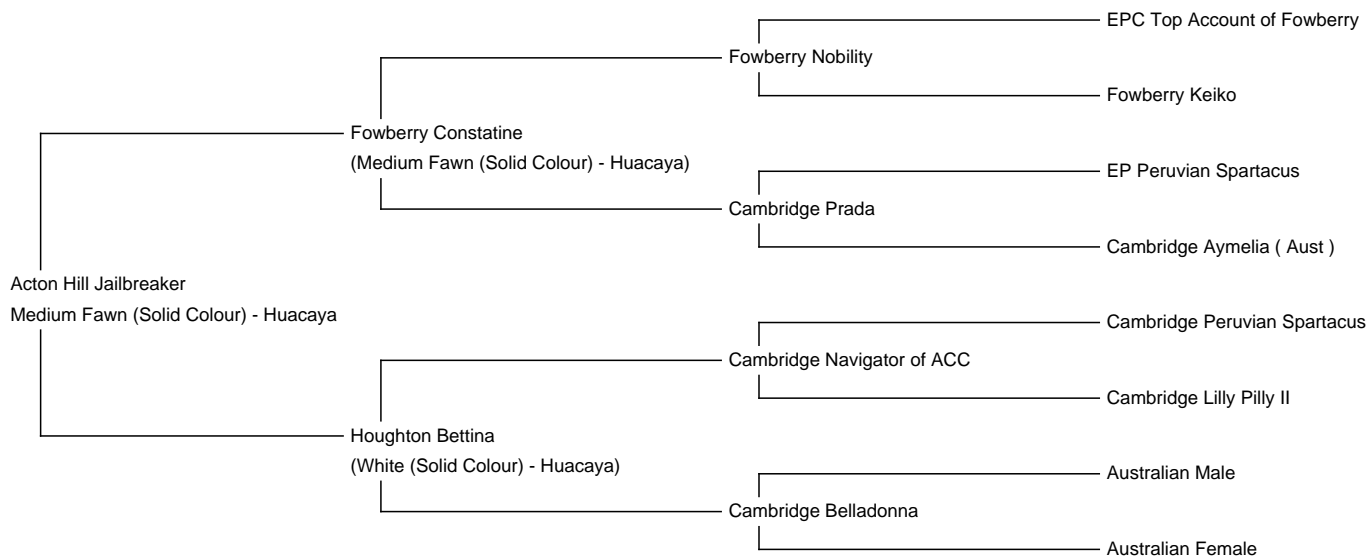 EPC Top Account of Fowberry
Fowberry Nobility
Fowberry Keiko
Fowberry Constatine
(Medium Fawn (Solid Colour) - Huacaya)
EP Peruvian Spartacus
Cambridge Prada
Cambridge Aymelia ( Aust )
Acton Hill Jailbreaker
Medium Fawn (Solid Colour) - Huacaya
Cambridge Peruvian Spartacus
Cambridge Navigator of ACC
Cambridge Lilly Pilly II
Houghton Bettina
(White (Solid Colour) - Huacaya)
Australian Male
Cambridge Belladonna
Australian Female